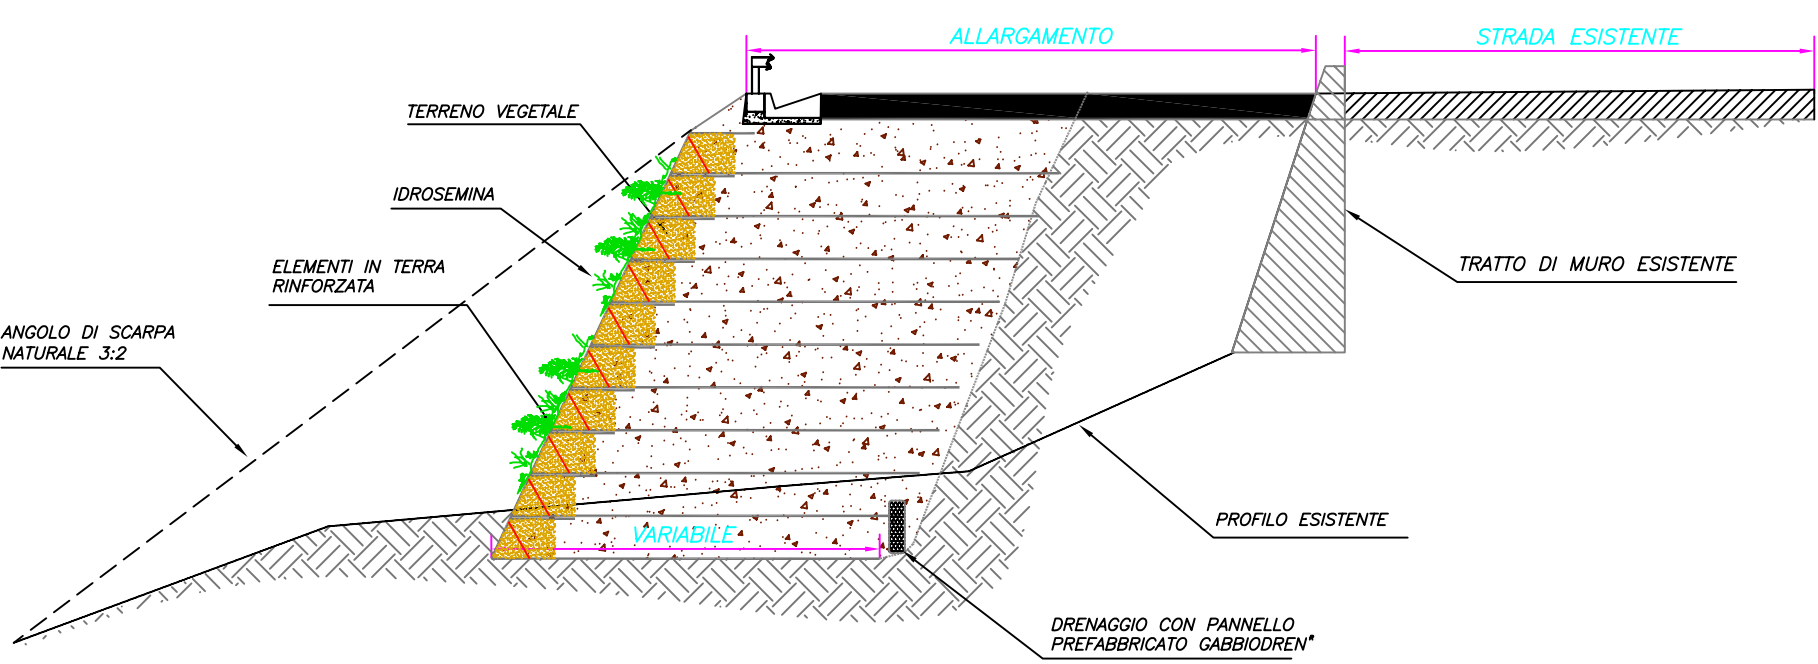 ALLARGAMENTO
STRADA ESISTENTE
TERRENO VEGETALE
IDROSEMINA
ELEMENTI IN TERRA
RINFORZATA
TRATTO DI MURO ESISTENTE
ANGOLO DI SCARPA
NATURALE 3:2
PROFILO ESISTENTE
VARIABILE
DRENAGGIO CON PANNELLO
PREFABBRICATO GABBIODREN®